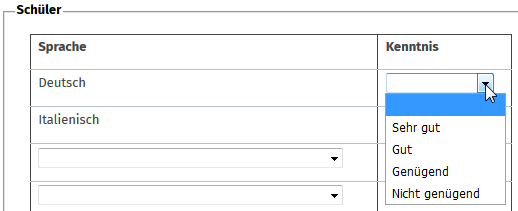 Schüler
Sprache Kenntnis
Deutsch
Italienisch
Sehr gut
Gut
Genügend
Nicht genügend